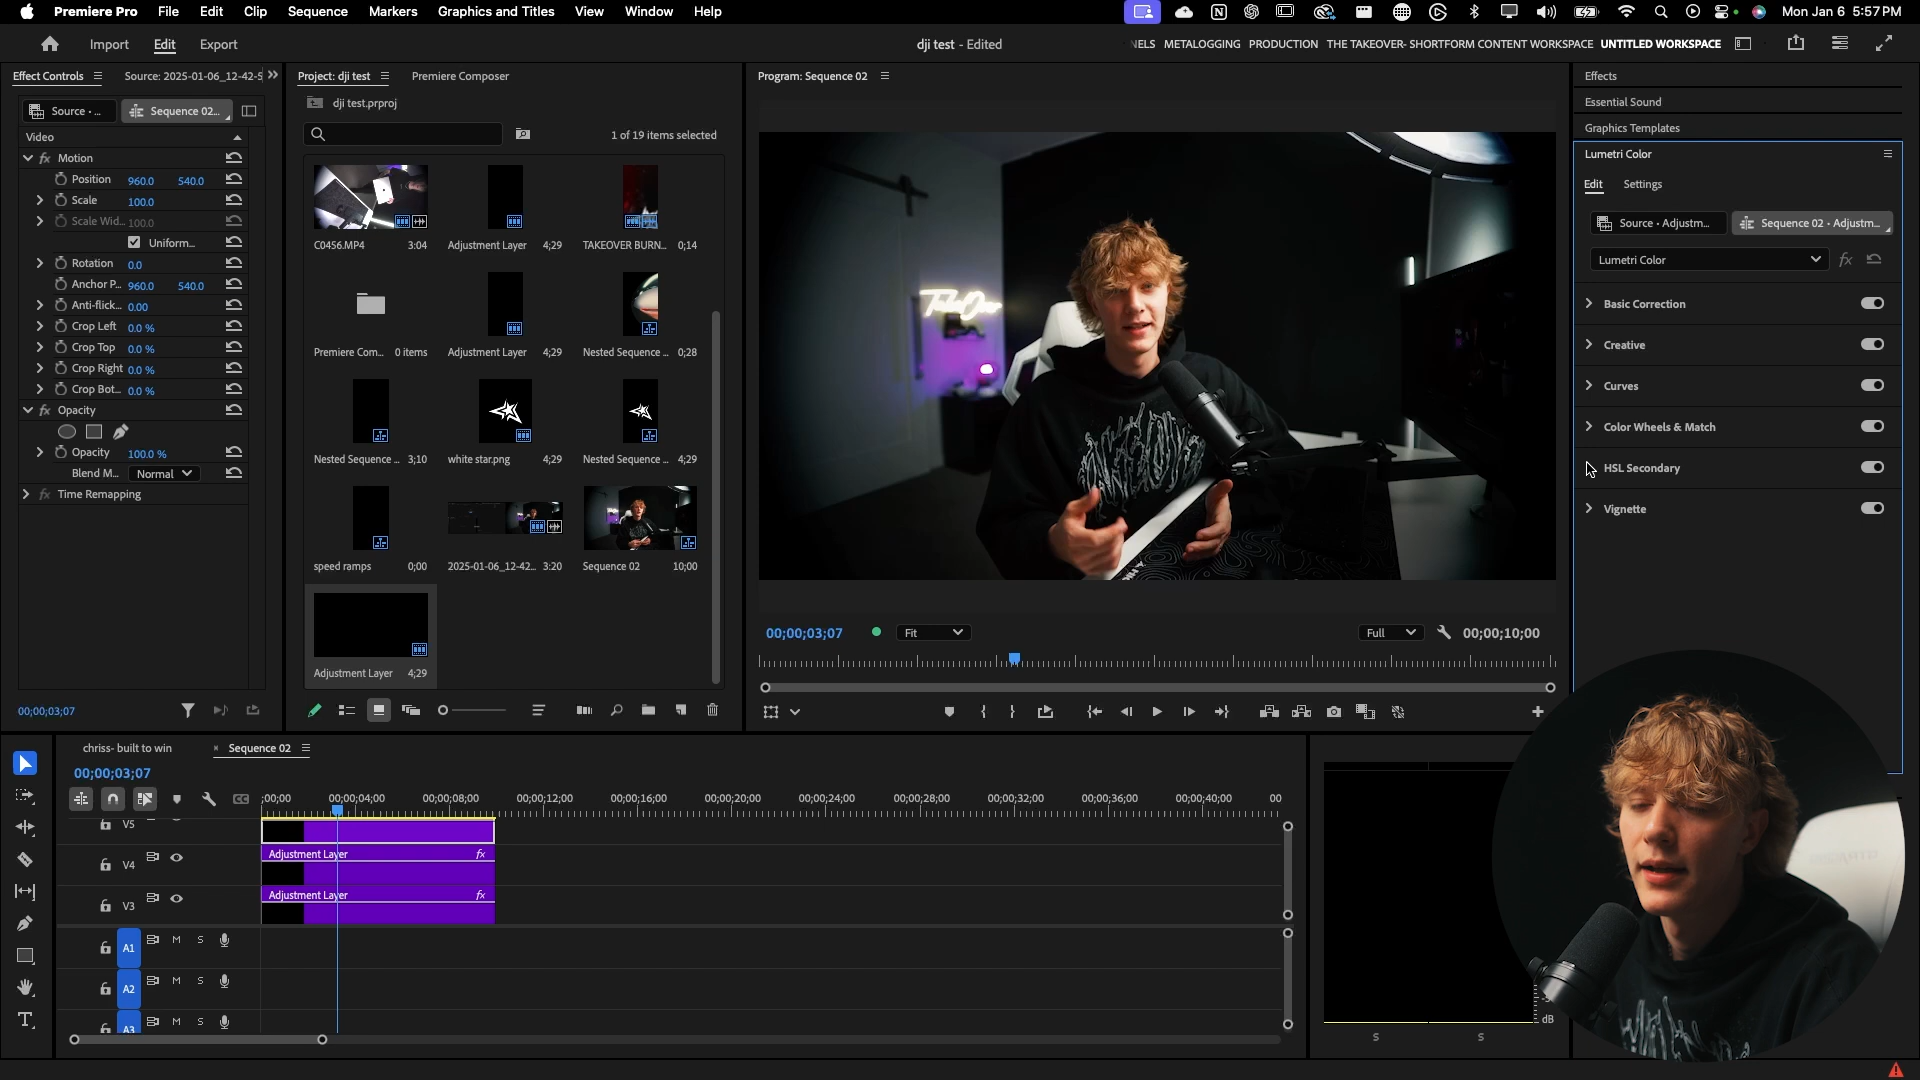 Premiere Pro File Edit Clip Sequence Markers Graphics and Titles View Window Help
Mon Jan 6 5:57 PM
Import Edit Export
dji test - Edited
NELS METALOGGING PRODUCTION THE TAKEOVER- SHORTFORM CONTENT WORKSPACE UNTITLED WORKSPACE
Effect Controls
Source: 2025-01-06_12-42-5
Source • ...
Sequence 02...
Video
fx Motion
Position 960.0 540.0
Scale 100.0
Scale Wid... 100.0
Uniform...
Rotation 0.0
Anchor P... 960.0 540.0
Anti-flick... 0.00
Crop Left 0.0 %
Crop Top 0.0 %
Crop Right 0.0 %
Crop Bot... 0.0 %
fx Opacity
Opacity 100.0 %
Blend M... Normal
fx Time Remapping
00;00;03;07
Project: dji test
Premiere Composer
dji test.prproj
1 of 19 items selected
C0456.MP4 3:04
Adjustment Layer 4;29
TAKEOVER BURN... 0;14
Premiere Com... 0 items
Adjustment Layer 4;29
Nested Sequence ... 0;28
Nested Sequence ... 3;10
white star.png 4;29
Nested Sequence ... 4;29
speed ramps 0;00
2025-01-06_12-42... 3:20
Sequence 02 10;00
Adjustment Layer 4;29
Program: Sequence 02
TakeOver
00;00;03;07
Fit
Full
00;00;10;00
Effects
Essential Sound
Graphics Templates
Lumetri Color
Edit Settings
Source • Adjustm...
Sequence 02 • Adjustm...
Lumetri Color
fx
Basic Correction
Creative
Curves
Color Wheels & Match
HSL Secondary
Vignette
chriss- built to win
× Sequence 02
00;00;03;07
CC
;00;00 00;00;04;00 00;00;08;00 00;00;12;00 00;00;16;00 00;00;20;00 00;00;24;00 00;00;28;00 00;00;32;00 00;00;36;00 00;00;40;00 00
V5
V4
Adjustment Layer fx
V3
Adjustment Layer fx
A1 M S
A2 M S
A3 M S
dB
S S